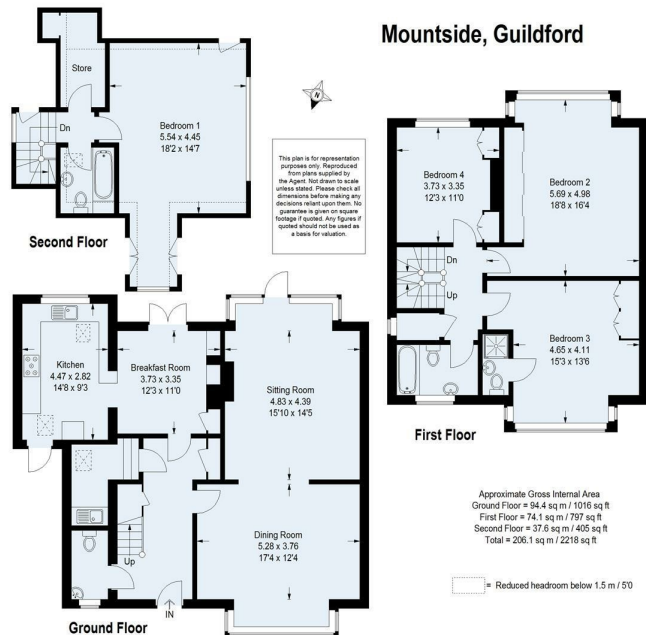 Mountside, Guildford
Store
Dn
Bedroom 1
5.54 x 4.45
18'2 x 14'7
Second Floor
N
This plan is for representation
purposes only. Reproduced
from plans supplied by
the Agent. Not drawn to scale
unless stated. Please check all
dimensions before making any
decisions reliant upon them. No
guarantee is given on square
footage if quoted. Any figures if
quoted should not be used as
a basis for valuation.
Bedroom 4
3.73 x 3.35
12'3 x 11'0
Bedroom 2
5.69 x 4.98
18'8 x 16'4
Dn
Up
Bedroom 3
4.65 x 4.11
15'3 x 13'6
First Floor
Kitchen
4.47 x 2.82
14'8 x 9'3
Breakfast Room
3.73 x 3.35
12'3 x 11'0
Sitting Room
4.83 x 4.39
15'10 x 14'5
Dining Room
5.28 x 3.76
17'4 x 12'4
Up
IN
Ground Floor
Approximate Gross Internal Area
Ground Floor = 94.4 sq m / 1016 sq ft
First Floor = 74.1 sq m / 797 sq ft
Second Floor = 37.6 sq m / 405 sq ft
Total = 206.1 sq m / 2218 sq ft
= Reduced headroom below 1.5 m / 5'0